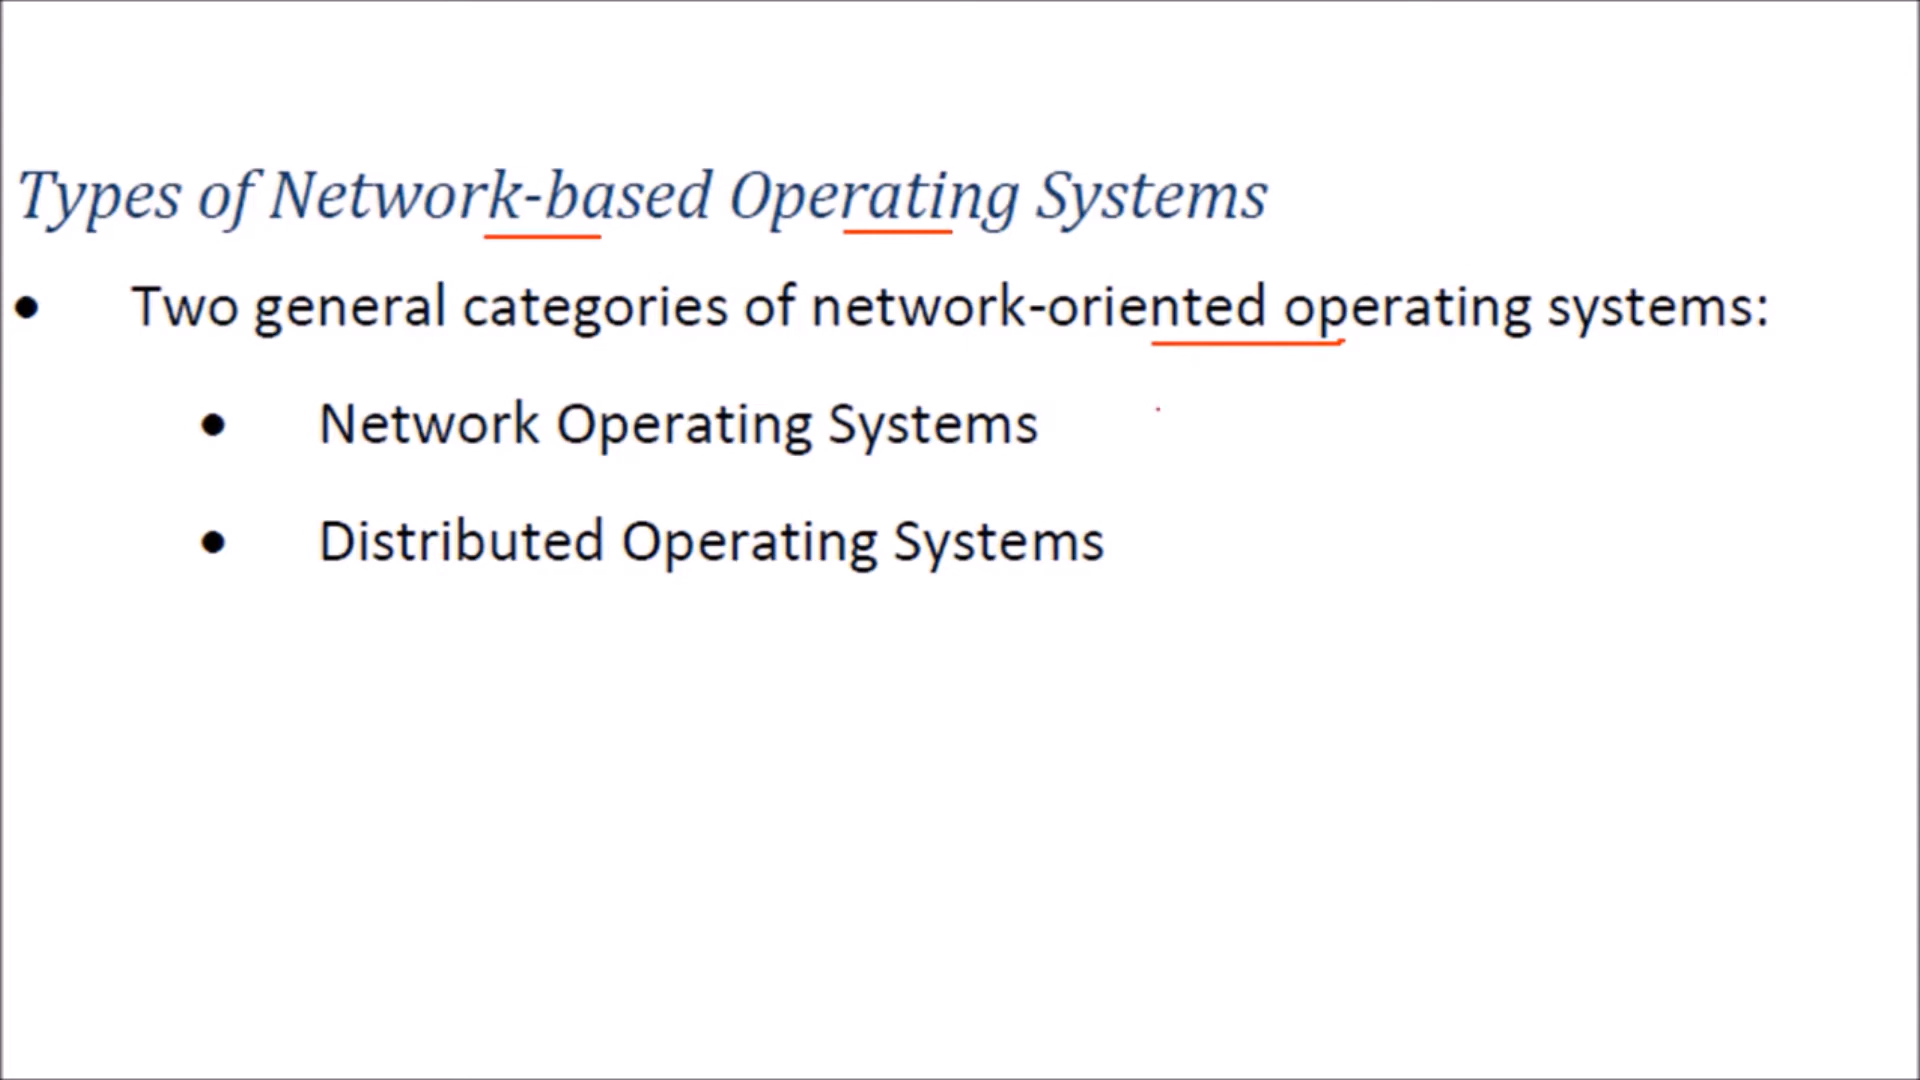 Types of Network-based Operating Systems
• Two general categories of network-oriented operating systems:
• Network Operating Systems
• Distributed Operating Systems